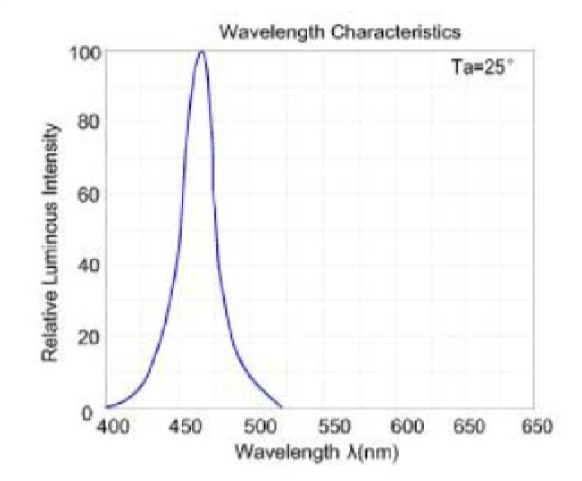 Wavelength Characteristics
Ta=25°
Relative Luminous Intensity
100
80
60
40
20
0
400 450 500 550 600 650 650
Wavelength λ(nm)